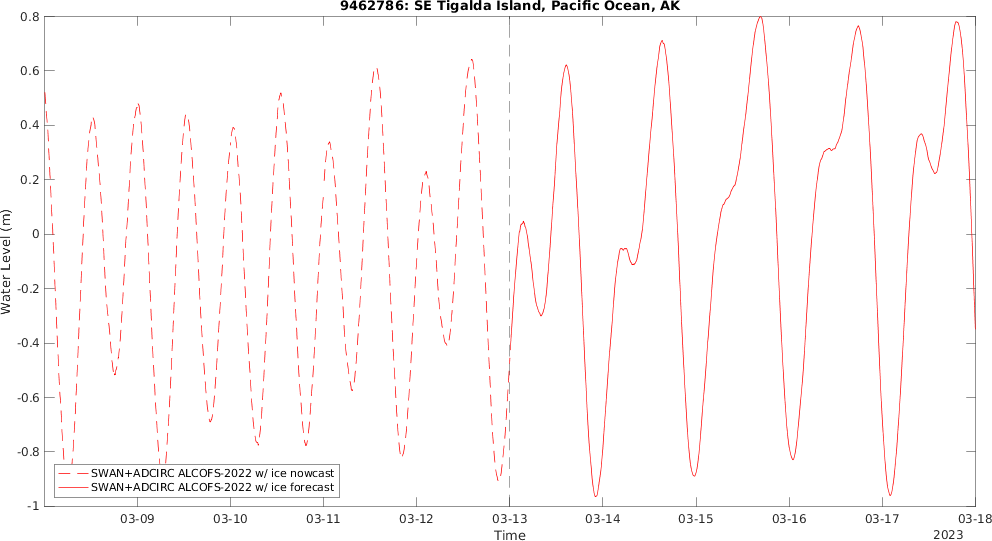 9462786: SE Tigalda Island, Pacific Ocean, AK
0.8
0.6
0.4
0.2
0
-0.2
-0.4
-0.6
-0.8
-1
Water Level (m)
SWAN+ADCIRC ALCOFS-2022 w/ ice nowcast
SWAN+ADCIRC ALCOFS-2022 w/ ice forecast
03-09 03-10 03-11 03-12 03-13 03-14 03-15 03-16 03-17 03-18
Time
2023